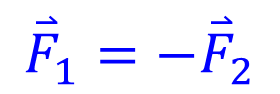 F⃗₁ = −F⃗₂